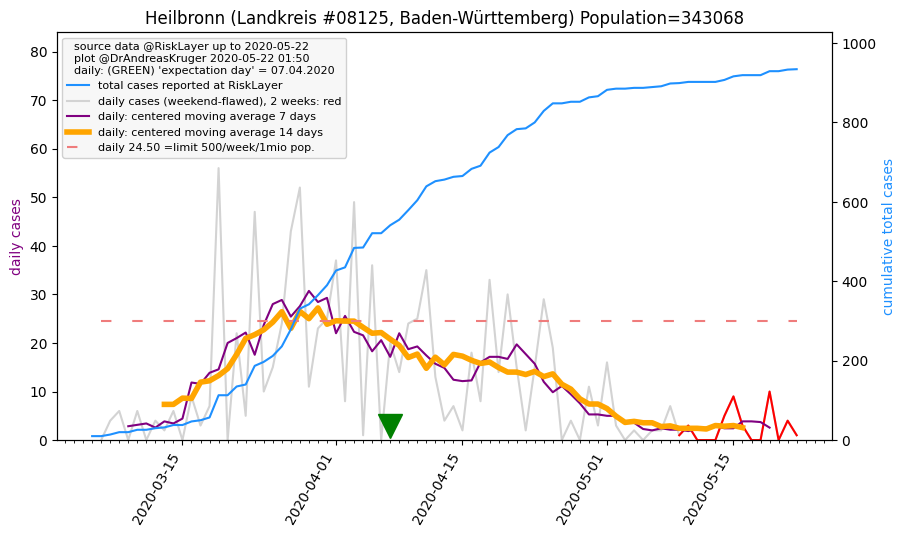 Heilbronn (Landkreis #08125, Baden-Württemberg) Population=343068
source data @RiskLayer up to 2020-05-22
plot @DrAndreasKruger 2020-05-22 01:50
daily: (GREEN) 'expectation day' = 07.04.2020
total cases reported at RiskLayer
daily cases (weekend-flawed), 2 weeks: red
daily: centered moving average 7 days
daily: centered moving average 14 days
daily 24.50 =limit 500/week/1mio pop.
daily cases
80
70
60
50
40
30
20
10
0
cumulative total cases
1000
800
600
400
200
0
2020-03-15
2020-04-01
2020-04-15
2020-05-01
2020-05-15